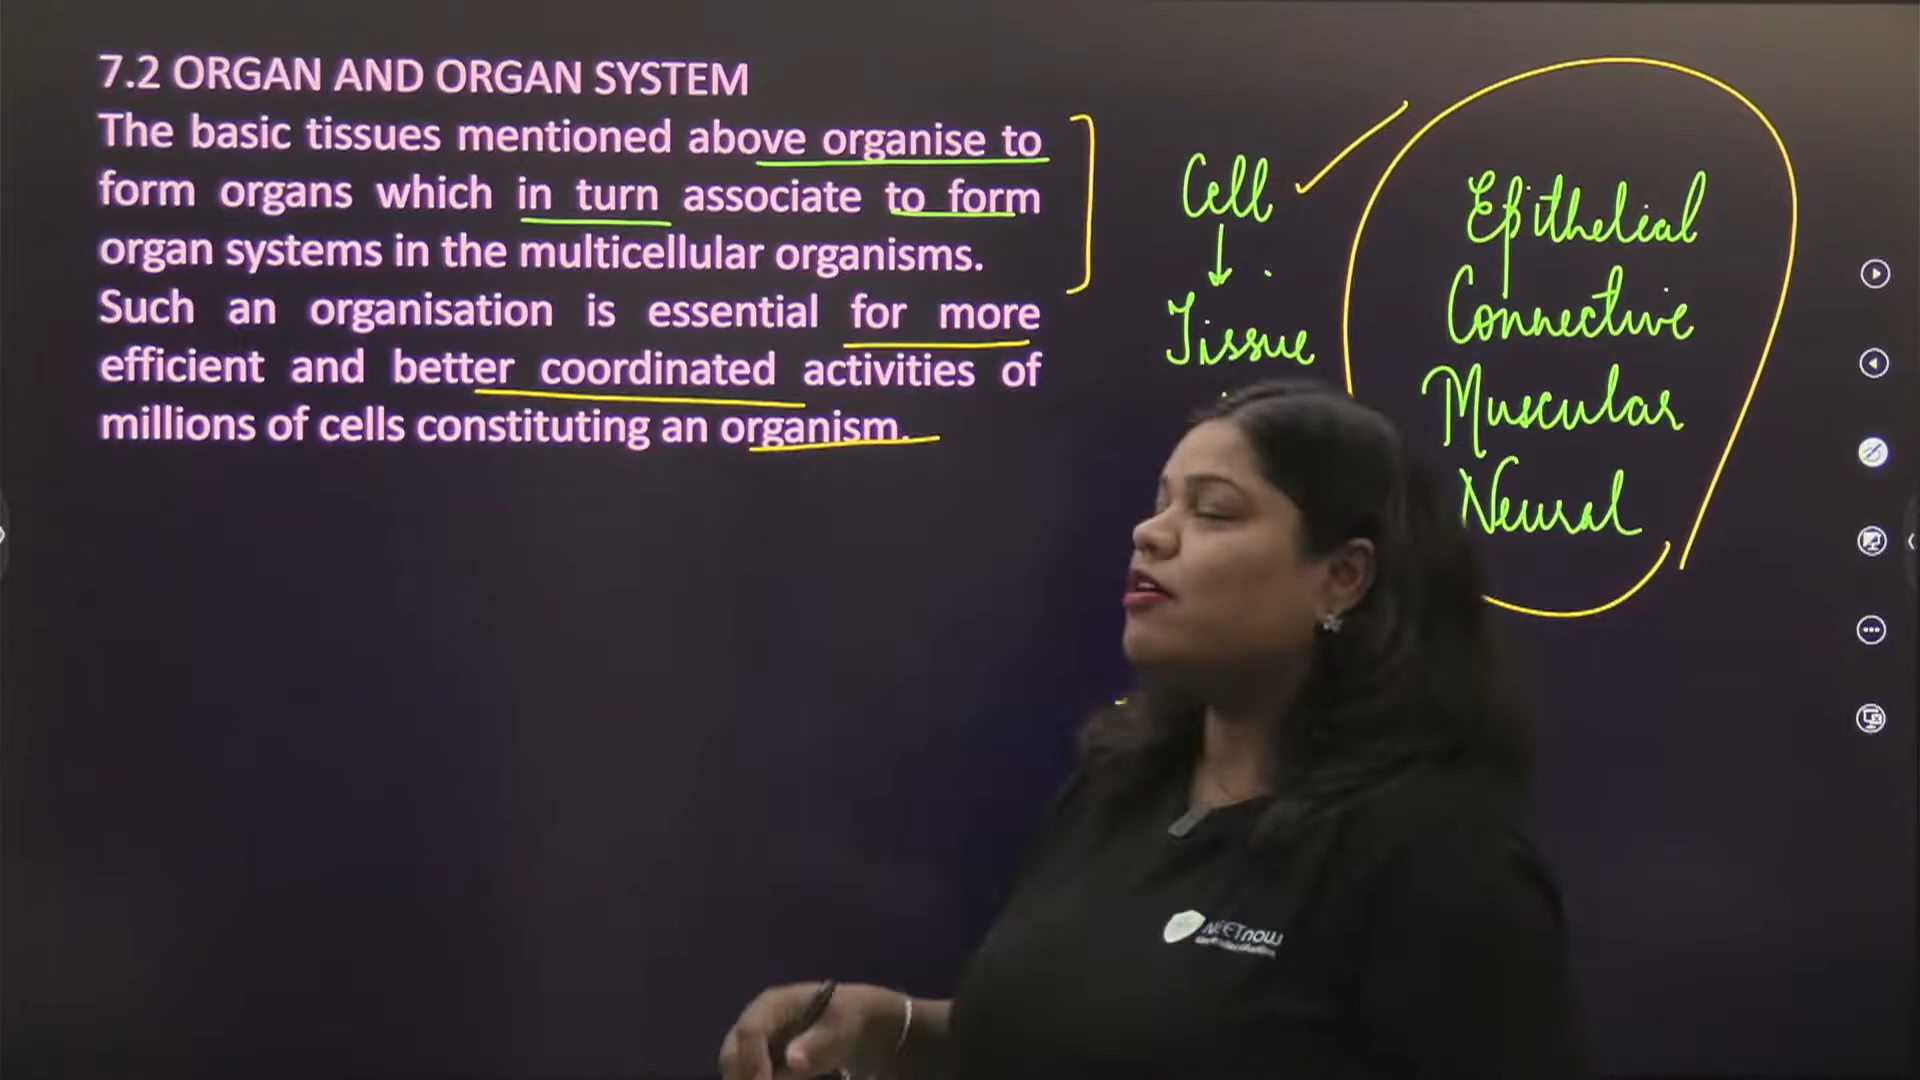 7.2 ORGAN AND ORGAN SYSTEM
The basic tissues mentioned above organise to
form organs which in turn associate to form
organ systems in the multicellular organisms.
Such an organisation is essential for more
efficient and better coordinated activities of
millions of cells constituting an organism.
Cell
Tissue
Epithelial
Connective
Muscular
Neural
NEETnow